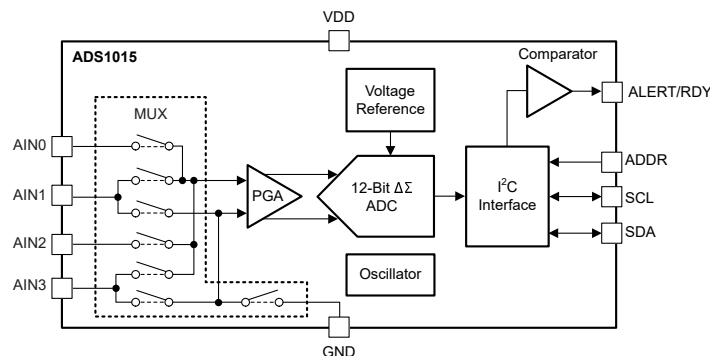 VDD
ADS1015
Comparator
Voltage
Reference
ALERT/RDY
MUX
AIN0
ADDR
AIN1
PGA
12-Bit ΔΣ
ADC
I²C
Interface
SCL
AIN2
SDA
Oscillator
AIN3
GND